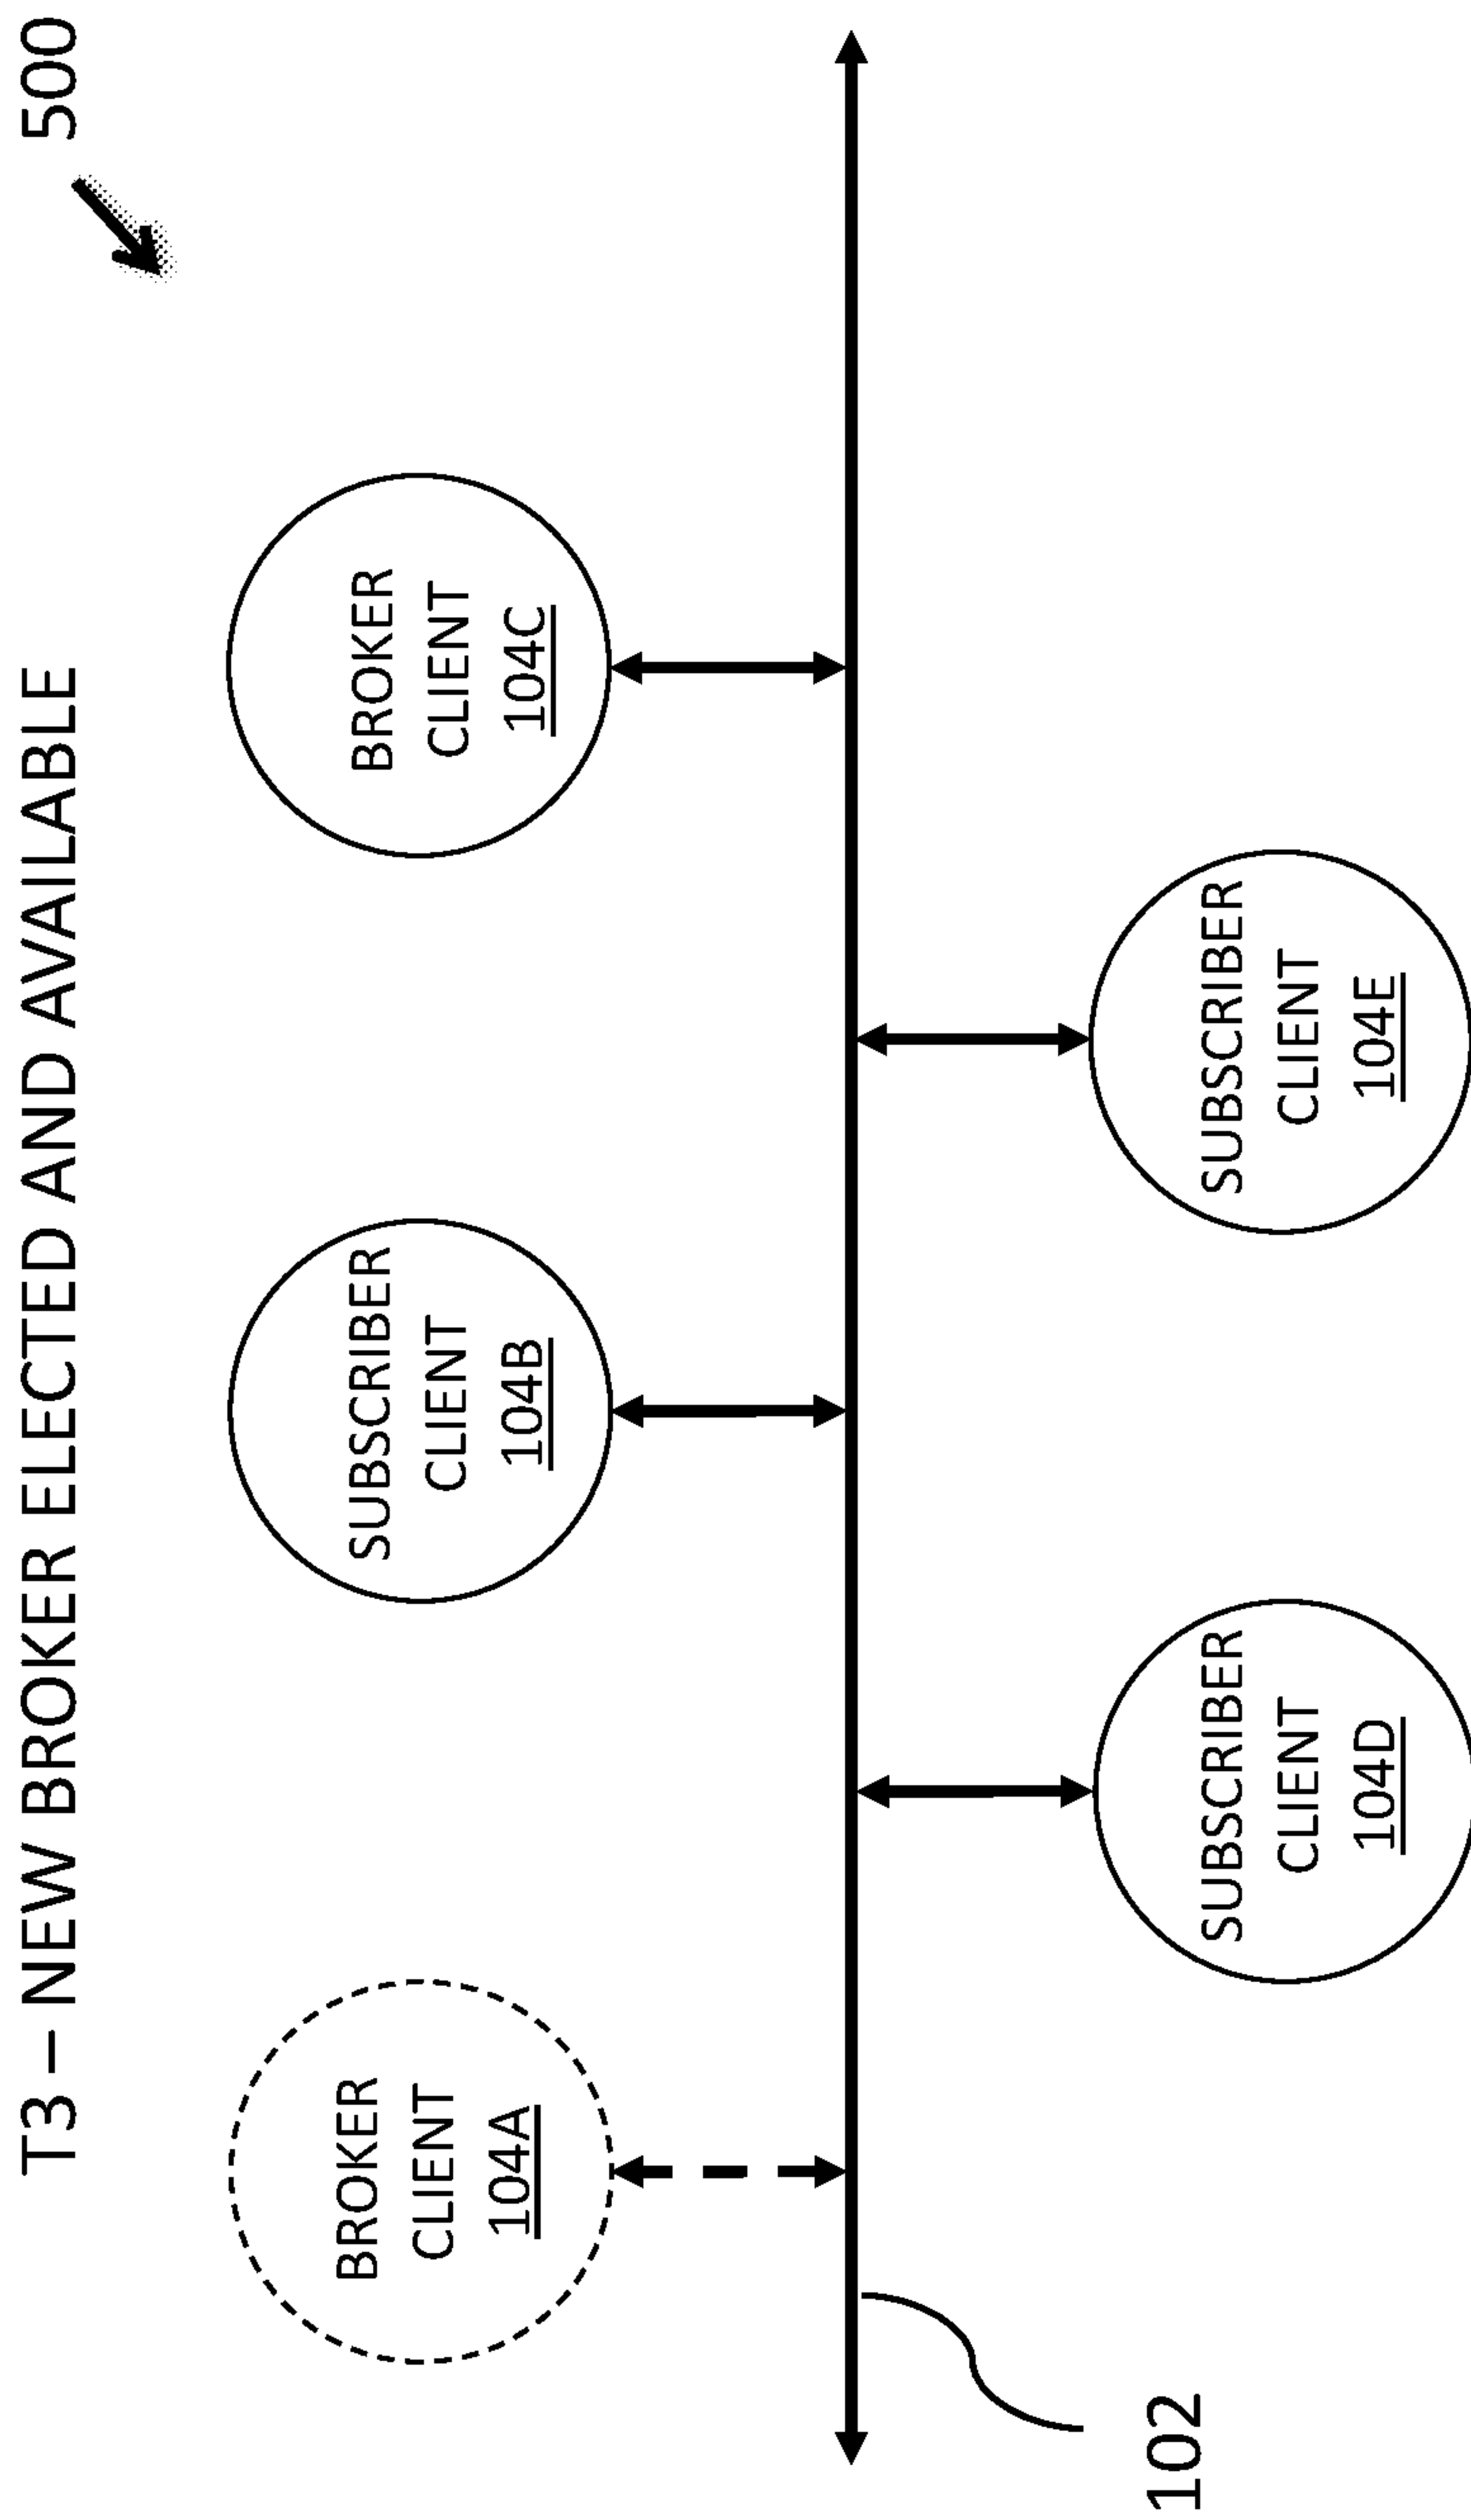 T3 – NEW BROKER ELECTED AND AVAILABLE
500
BROKER
CLIENT
104A
SUBSCRIBER
CLIENT
104B
BROKER
CLIENT
104C
102
SUBSCRIBER
CLIENT
104D
SUBSCRIBER
CLIENT
104E